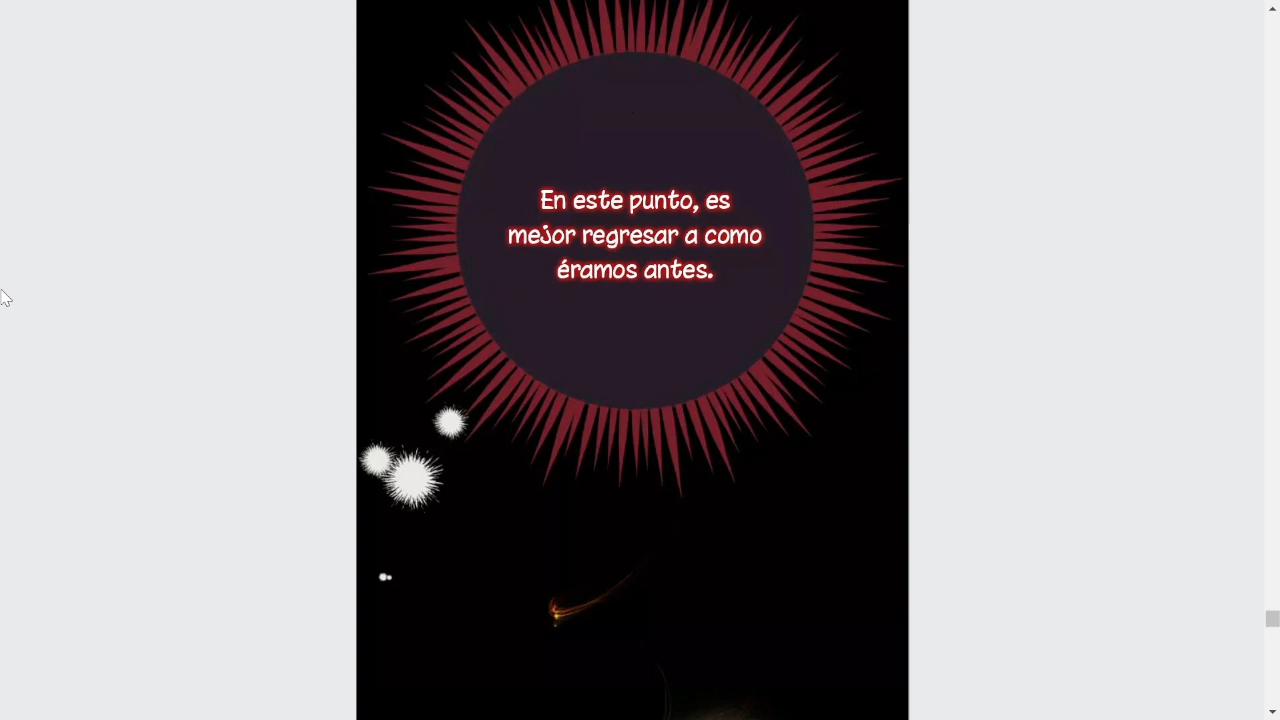 En este punto, es
mejor regresar a como
éramos antes.